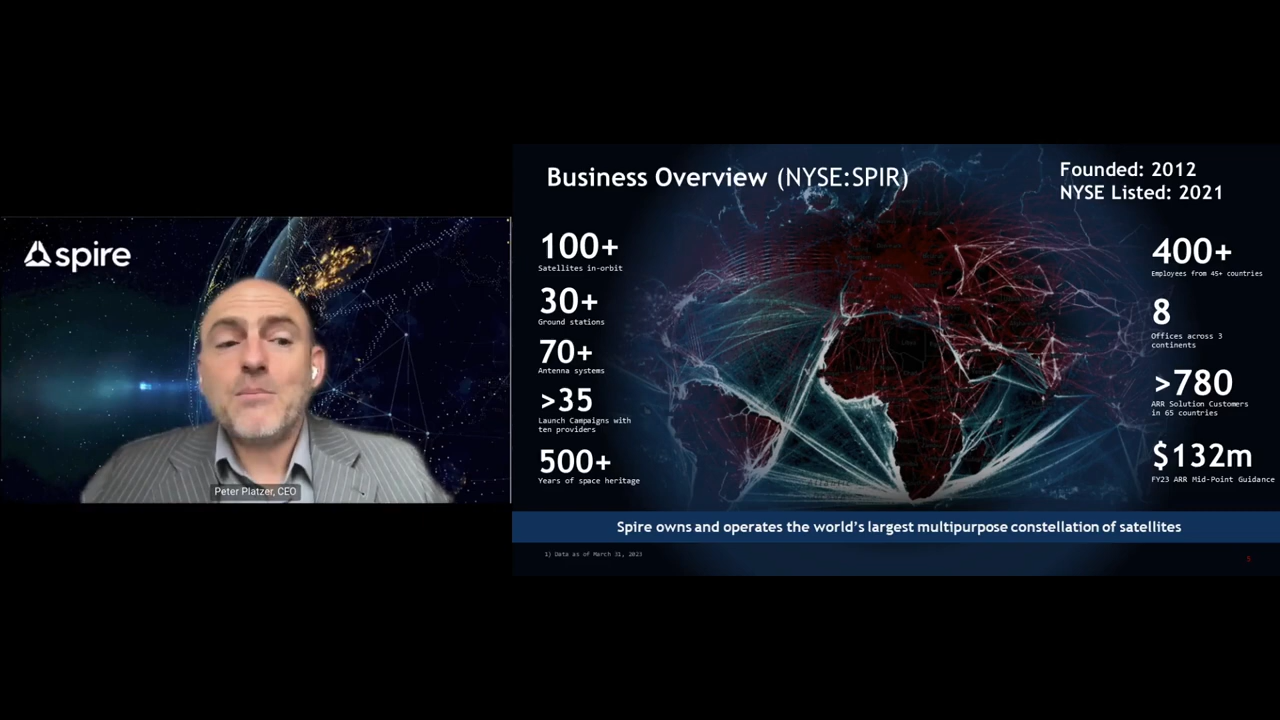 spire
Peter Platzer, CEO
Business Overview (NYSE:SPIR)
Founded: 2012
NYSE Listed: 2021
100+
Satellites in-orbit
30+
Ground stations
70+
Antenna systems
>35
Launch Campaigns with
ten providers
500+
Years of space heritage
400+
Employees from 45+ countries
8
Offices across 3
continents
>780
ARR Solution Customers
in 65 countries
$132m
FY23 ARR Mid-Point Guidance
Atlantic
Spire owns and operates the world's largest multipurpose constellation of satellites
1) Data as of March 31, 2023
5